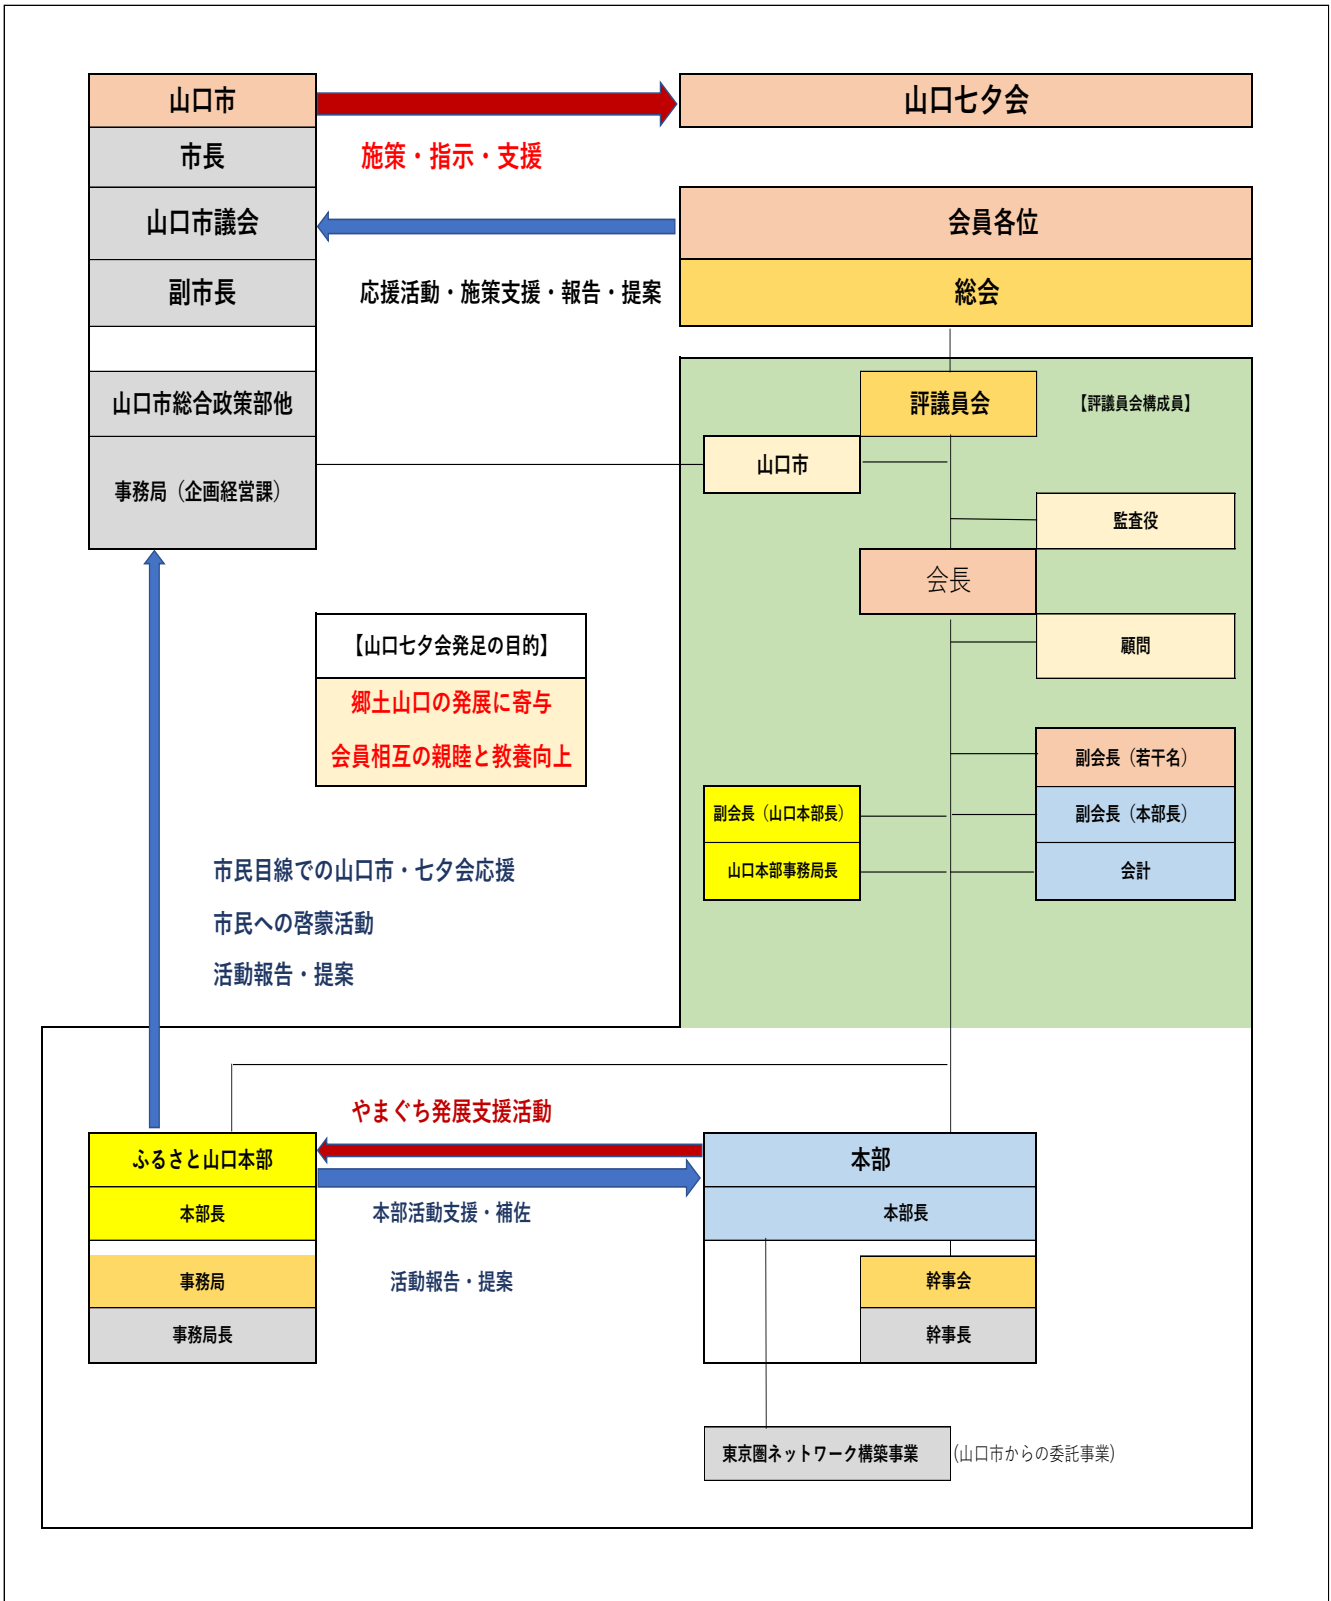 山口市
山口七夕会
市長
施策・指示・支援
山口市議会
会員各位
副市長
応援活動・施策支援・報告・提案
総会
山口市総合政策部他
評議員会
【評議員会構成員】
山口市
事務局（企画経営課）
監査役
会長
【山口七夕会発足の目的】
顧問
郷土山口の発展に寄与
会員相互の親睦と教養向上
副会長（若干名）
副会長（山口本部長）
副会長（本部長）
山口本部事務局長
会計
市民目線での山口市・七夕会応援
市民への啓蒙活動
活動報告・提案
やまぐち発展支援活動
ふるさと山口本部
本部
本部長
本部活動支援・補佐
本部長
事務局
活動報告・提案
幹事会
事務局長
幹事長
東京圏ネットワーク構築事業
(山口市からの委託事業)